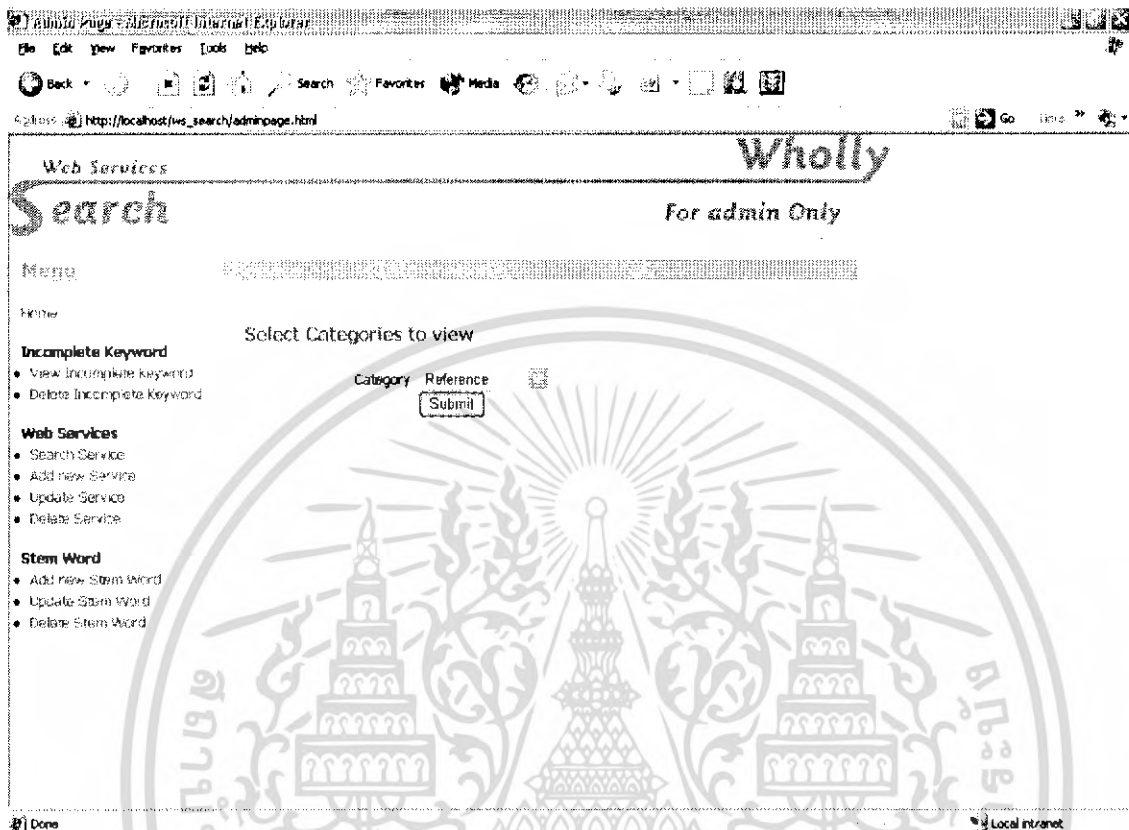 Admin Page - Microsoft Internet Explorer
File Edit View Favorites Tools Help
Back Search Favorites Media
Address http://localhost/ws_search/adminpage.html Go Links »
Web Services Wholly
Search For admin Only
Menu
Home
Select Categories to view
Incomplete Keyword
• View Incomplete Keyword
• Delete Incomplete Keyword
Category Reference
Submit
Web Services
• Search Service
• Add new Service
• Update Service
• Delete Service
Stem Word
• Add new Stem Word
• Update Stem Word
• Delete Stem Word
Done Local intranet